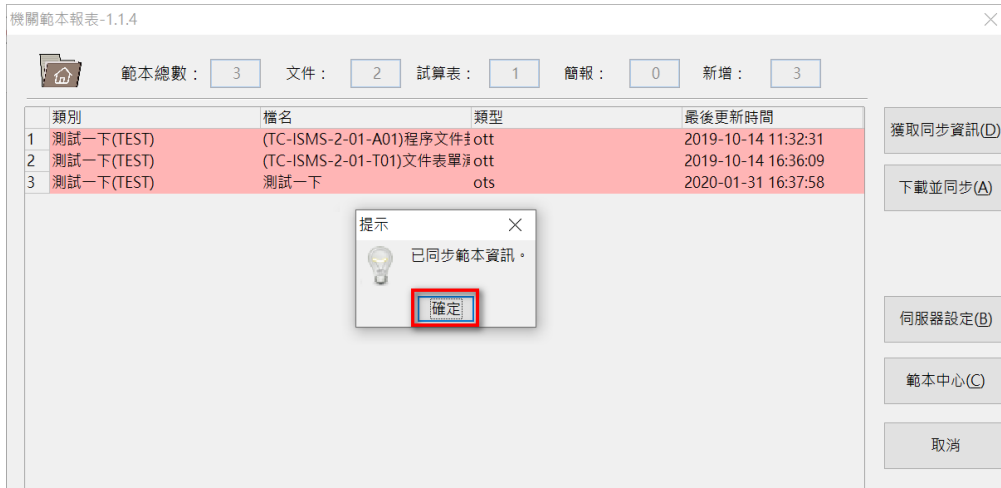 機關範本報表-1.1.4
範本總數： 3 文件： 2 試算表： 1 簡報： 0 新增： 3
類別 檔名 類型 最後更新時間
1 測試一下(TEST) (TC-ISMS-2-01-A01)程序文件 ott 2019-10-14 11:32:31
2 測試一下(TEST) (TC-ISMS-2-01-T01)文件表單 ott 2019-10-14 16:36:09
3 測試一下(TEST) 測試一下 ots 2020-01-31 16:37:58
提示
已同步範本資訊。
確定
獲取同步資訊(D)
下載並同步(A)
伺服器設定(B)
範本中心(C)
取消